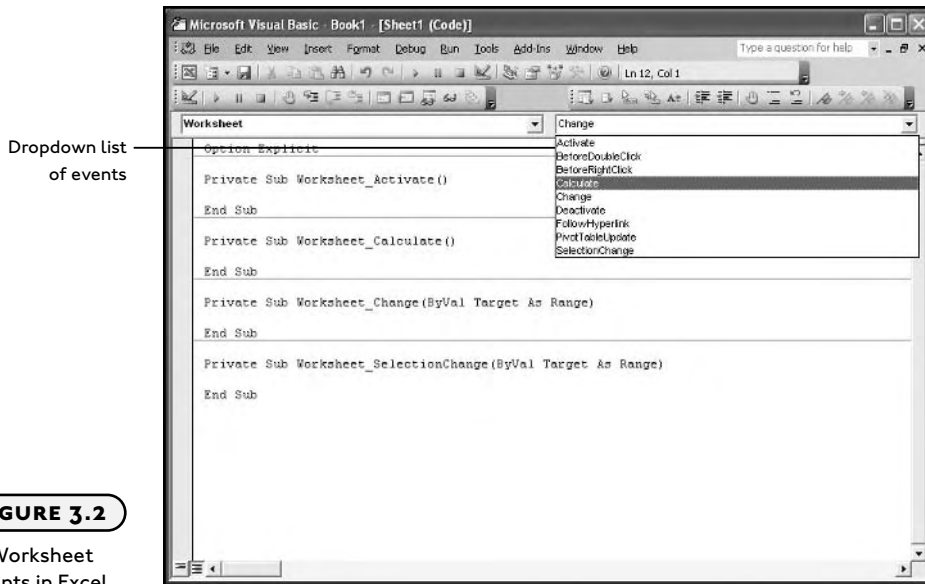 Microsoft Visual Basic - Book1 - [Sheet1 (Code)]
File Edit View Insert Format Debug Run Tools Add-Ins Window Help
Type a question for help
Ln 12, Col 1
Worksheet
Change
Dropdown list
of events
Option Explicit
Private Sub Worksheet_Activate()
End Sub
Private Sub Worksheet_Calculate()
End Sub
Private Sub Worksheet_Change(ByVal Target As Range)
End Sub
Private Sub Worksheet_SelectionChange(ByVal Target As Range)
End Sub
Activate
BeforeDoubleClick
BeforeRightClick
Calculate
Change
Deactivate
FollowHyperlink
PivotTableUpdate
SelectionChange
GURE 3.2
Worksheet
nts in Excel